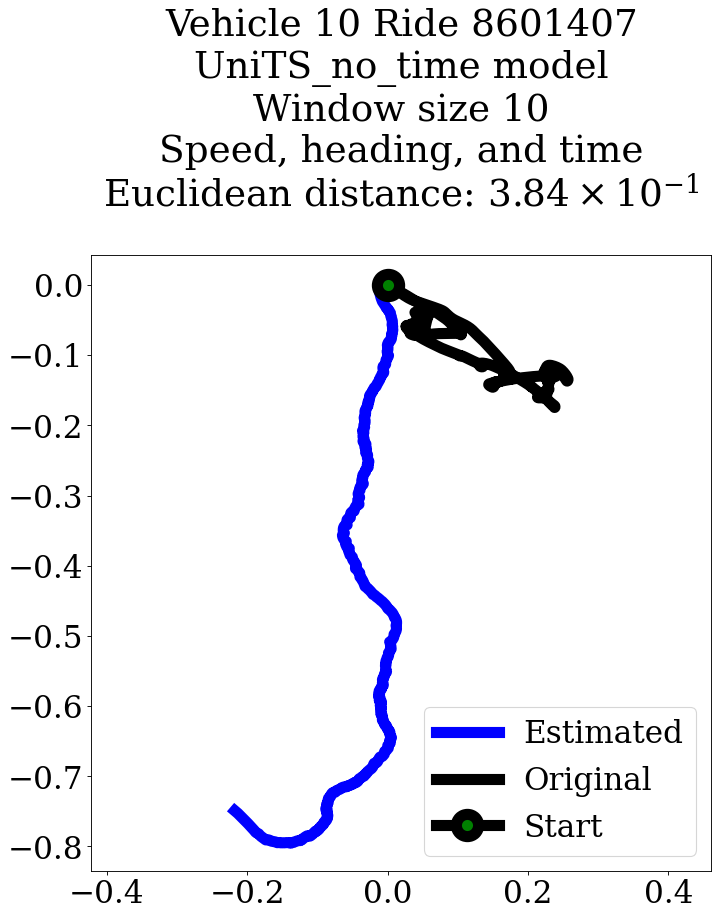 Vehicle 10 Ride 8601407
UniTS_no_time model
Window size 10
Speed, heading, and time
Euclidean distance: 3.84 × 10⁻¹
0.0
−0.1
−0.2
−0.3
−0.4
−0.5
−0.6
−0.7
−0.8
Estimated
Original
Start
−0.4 −0.2 0.0 0.2 0.4